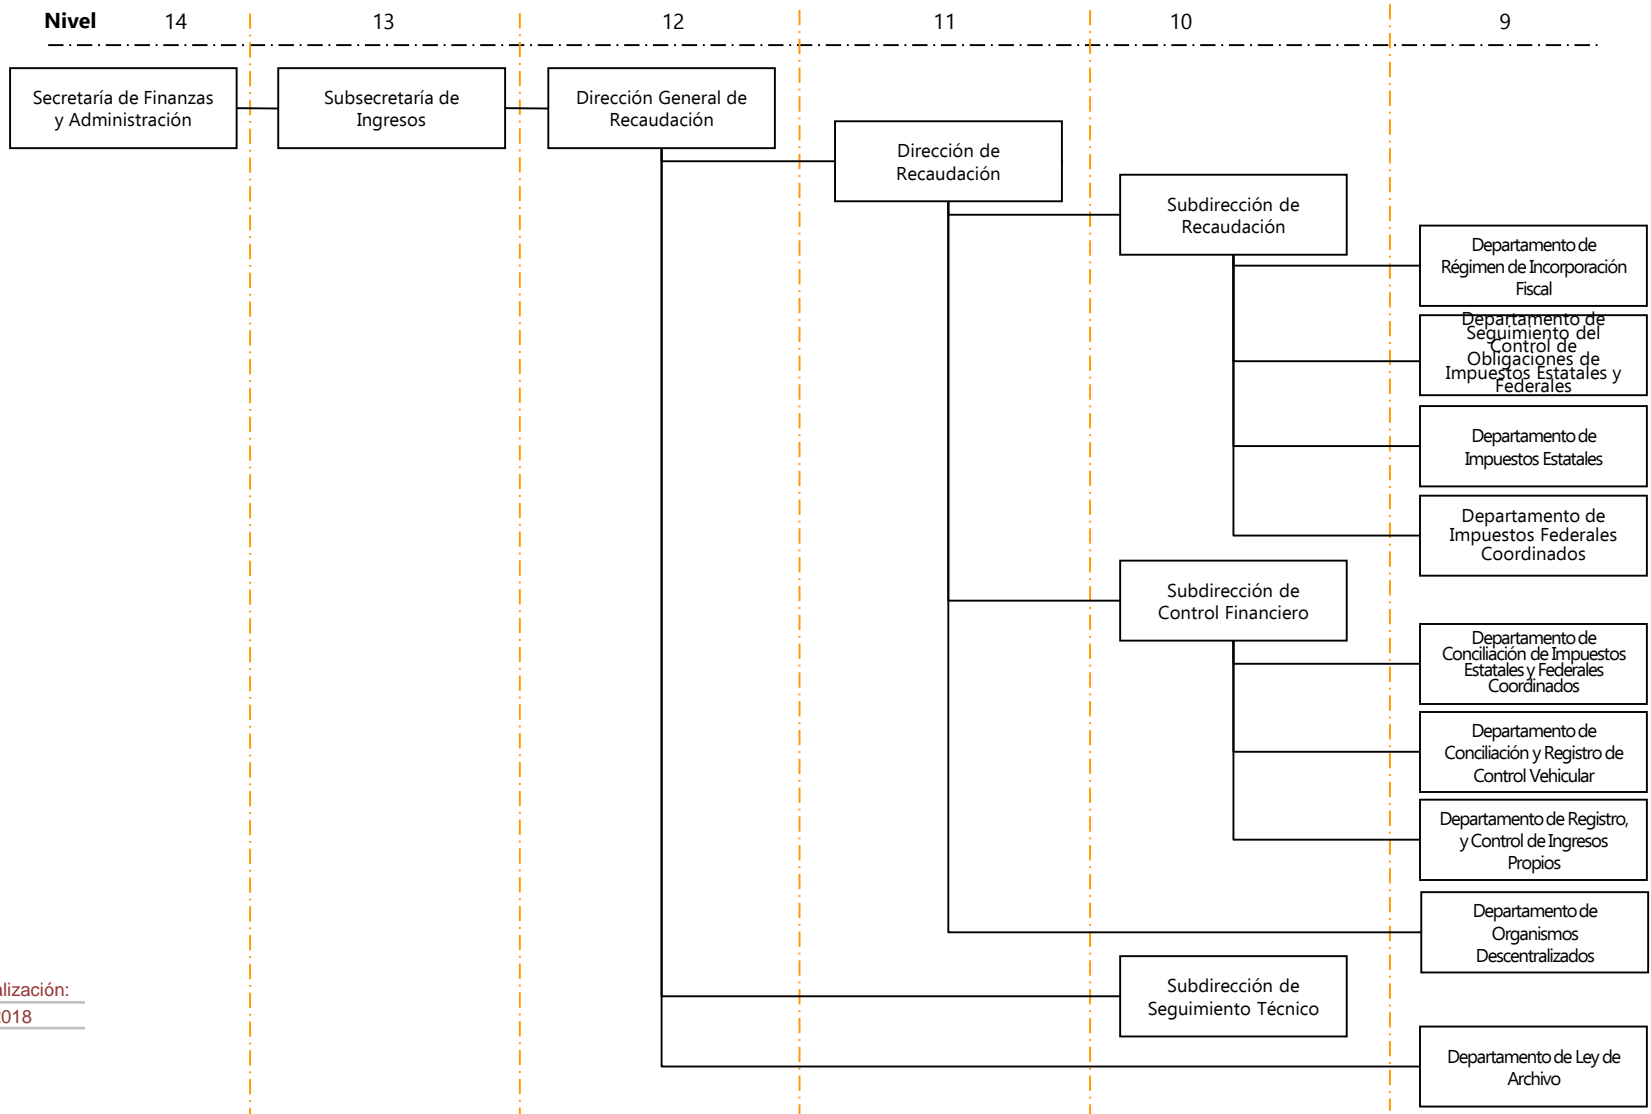 Nivel 14 13 12 11 10 9
Secretaría de Finanzas
y Administración
Subsecretaría de
Ingresos
Dirección General de
Recaudación
Dirección de
Recaudación
Subdirección de
Recaudación
Departamento de
Régimen de Incorporación
Fiscal
Departamento de
Seguimiento del
Control de
Obligaciones de
Impuestos Estatales y
Federales
Departamento de
Impuestos Estatales
Departamento de
Impuestos Federales
Coordinados
Subdirección de
Control Financiero
Departamento de
Conciliación de Impuestos
Estatales y Federales
Coordinados
Departamento de
Conciliación y Registro de
Control Vehicular
Departamento de Registro,
y Control de Ingresos
Propios
Departamento de
Organismos
Descentralizados
Subdirección de
Seguimiento Técnico
Departamento de Ley de
Archivo
alización:
2018